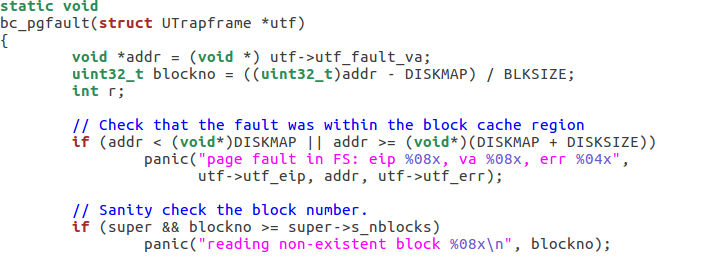 static void
bc_pgfault(struct UTrapframe *utf)
{
        void *addr = (void *) utf->utf_fault_va;
        uint32_t blockno = ((uint32_t)addr - DISKMAP) / BLKSIZE;
        int r;

        // Check that the fault was within the block cache region
        if (addr < (void*)DISKMAP || addr >= (void*)(DISKMAP + DISKSIZE))
                panic("page fault in FS: eip %08x, va %08x, err %04x",
                      utf->utf_eip, addr, utf->utf_err);

        // Sanity check the block number.
        if (super && blockno >= super->s_nblocks)
                panic("reading non-existent block %08x\n", blockno);